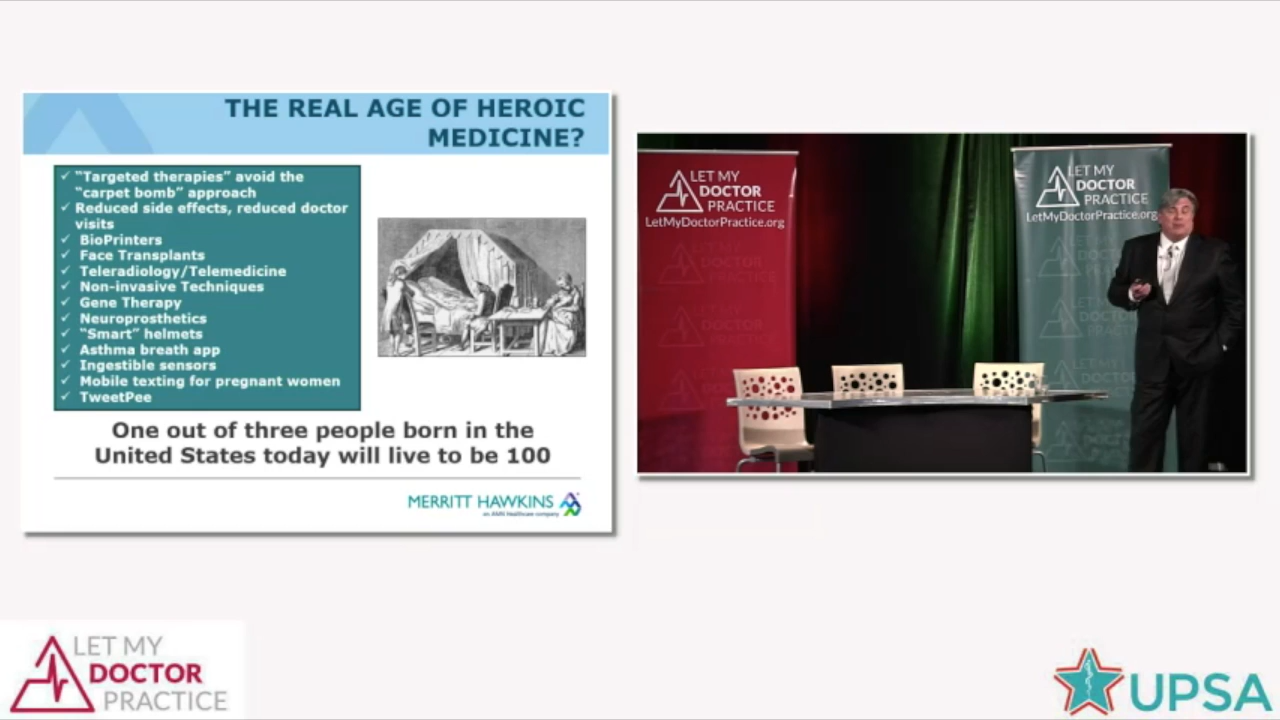 THE REAL AGE OF HEROIC
MEDICINE?
✓ “Targeted therapies” avoid the
“carpet bomb” approach
✓ Reduced side effects, reduced doctor
visits
✓ BioPrinters
✓ Face Transplants
✓ Teleradiology/Telemedicine
✓ Non-invasive Techniques
✓ Gene Therapy
✓ Neuroprosthetics
✓ “Smart” helmets
✓ Asthma breath app
✓ Ingestible sensors
✓ Mobile texting for pregnant women
✓ TweetPee
One out of three people born in the
United States today will live to be 100
MERRITT HAWKINS
an AMN Healthcare company
LET MY
DOCTOR
PRACTICE
LetMyDoctorPractice.org
LET MY
DOCTOR
PRACTICE
LetMyDoctorPractice.org
LET MY
DOCTOR
PRACTICE
UPSA